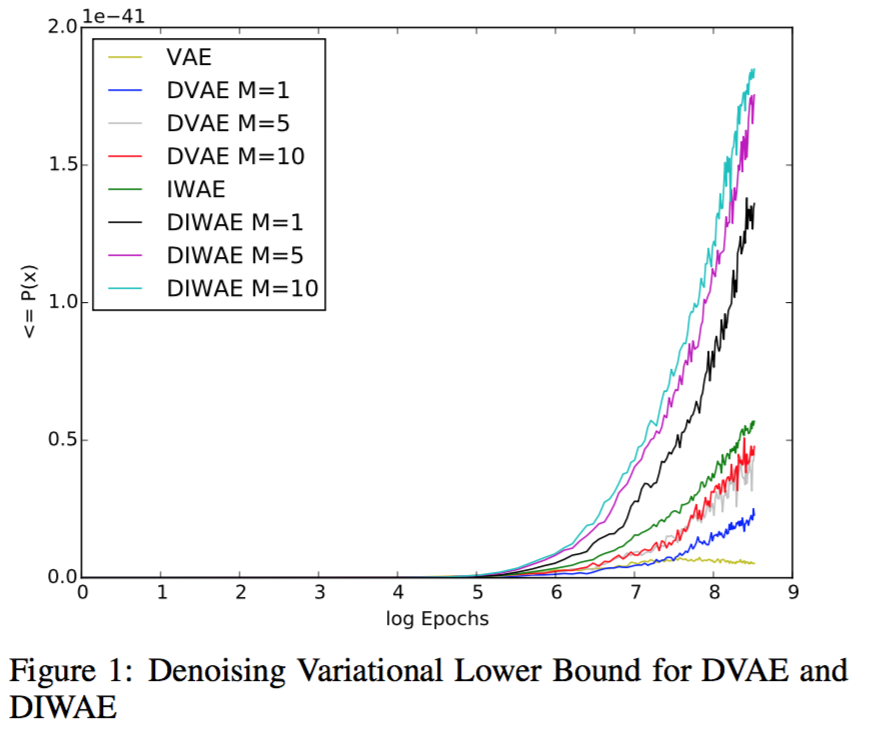 1e−41
2.0
1.5
1.0
0.5
0.0
<= P(x)
VAE
DVAE M=1
DVAE M=5
DVAE M=10
IWAE
DIWAE M=1
DIWAE M=5
DIWAE M=10
0 1 2 3 4 5 6 7 8 9
log Epochs
Figure 1: Denoising Variational Lower Bound for DVAE and
DIWAE